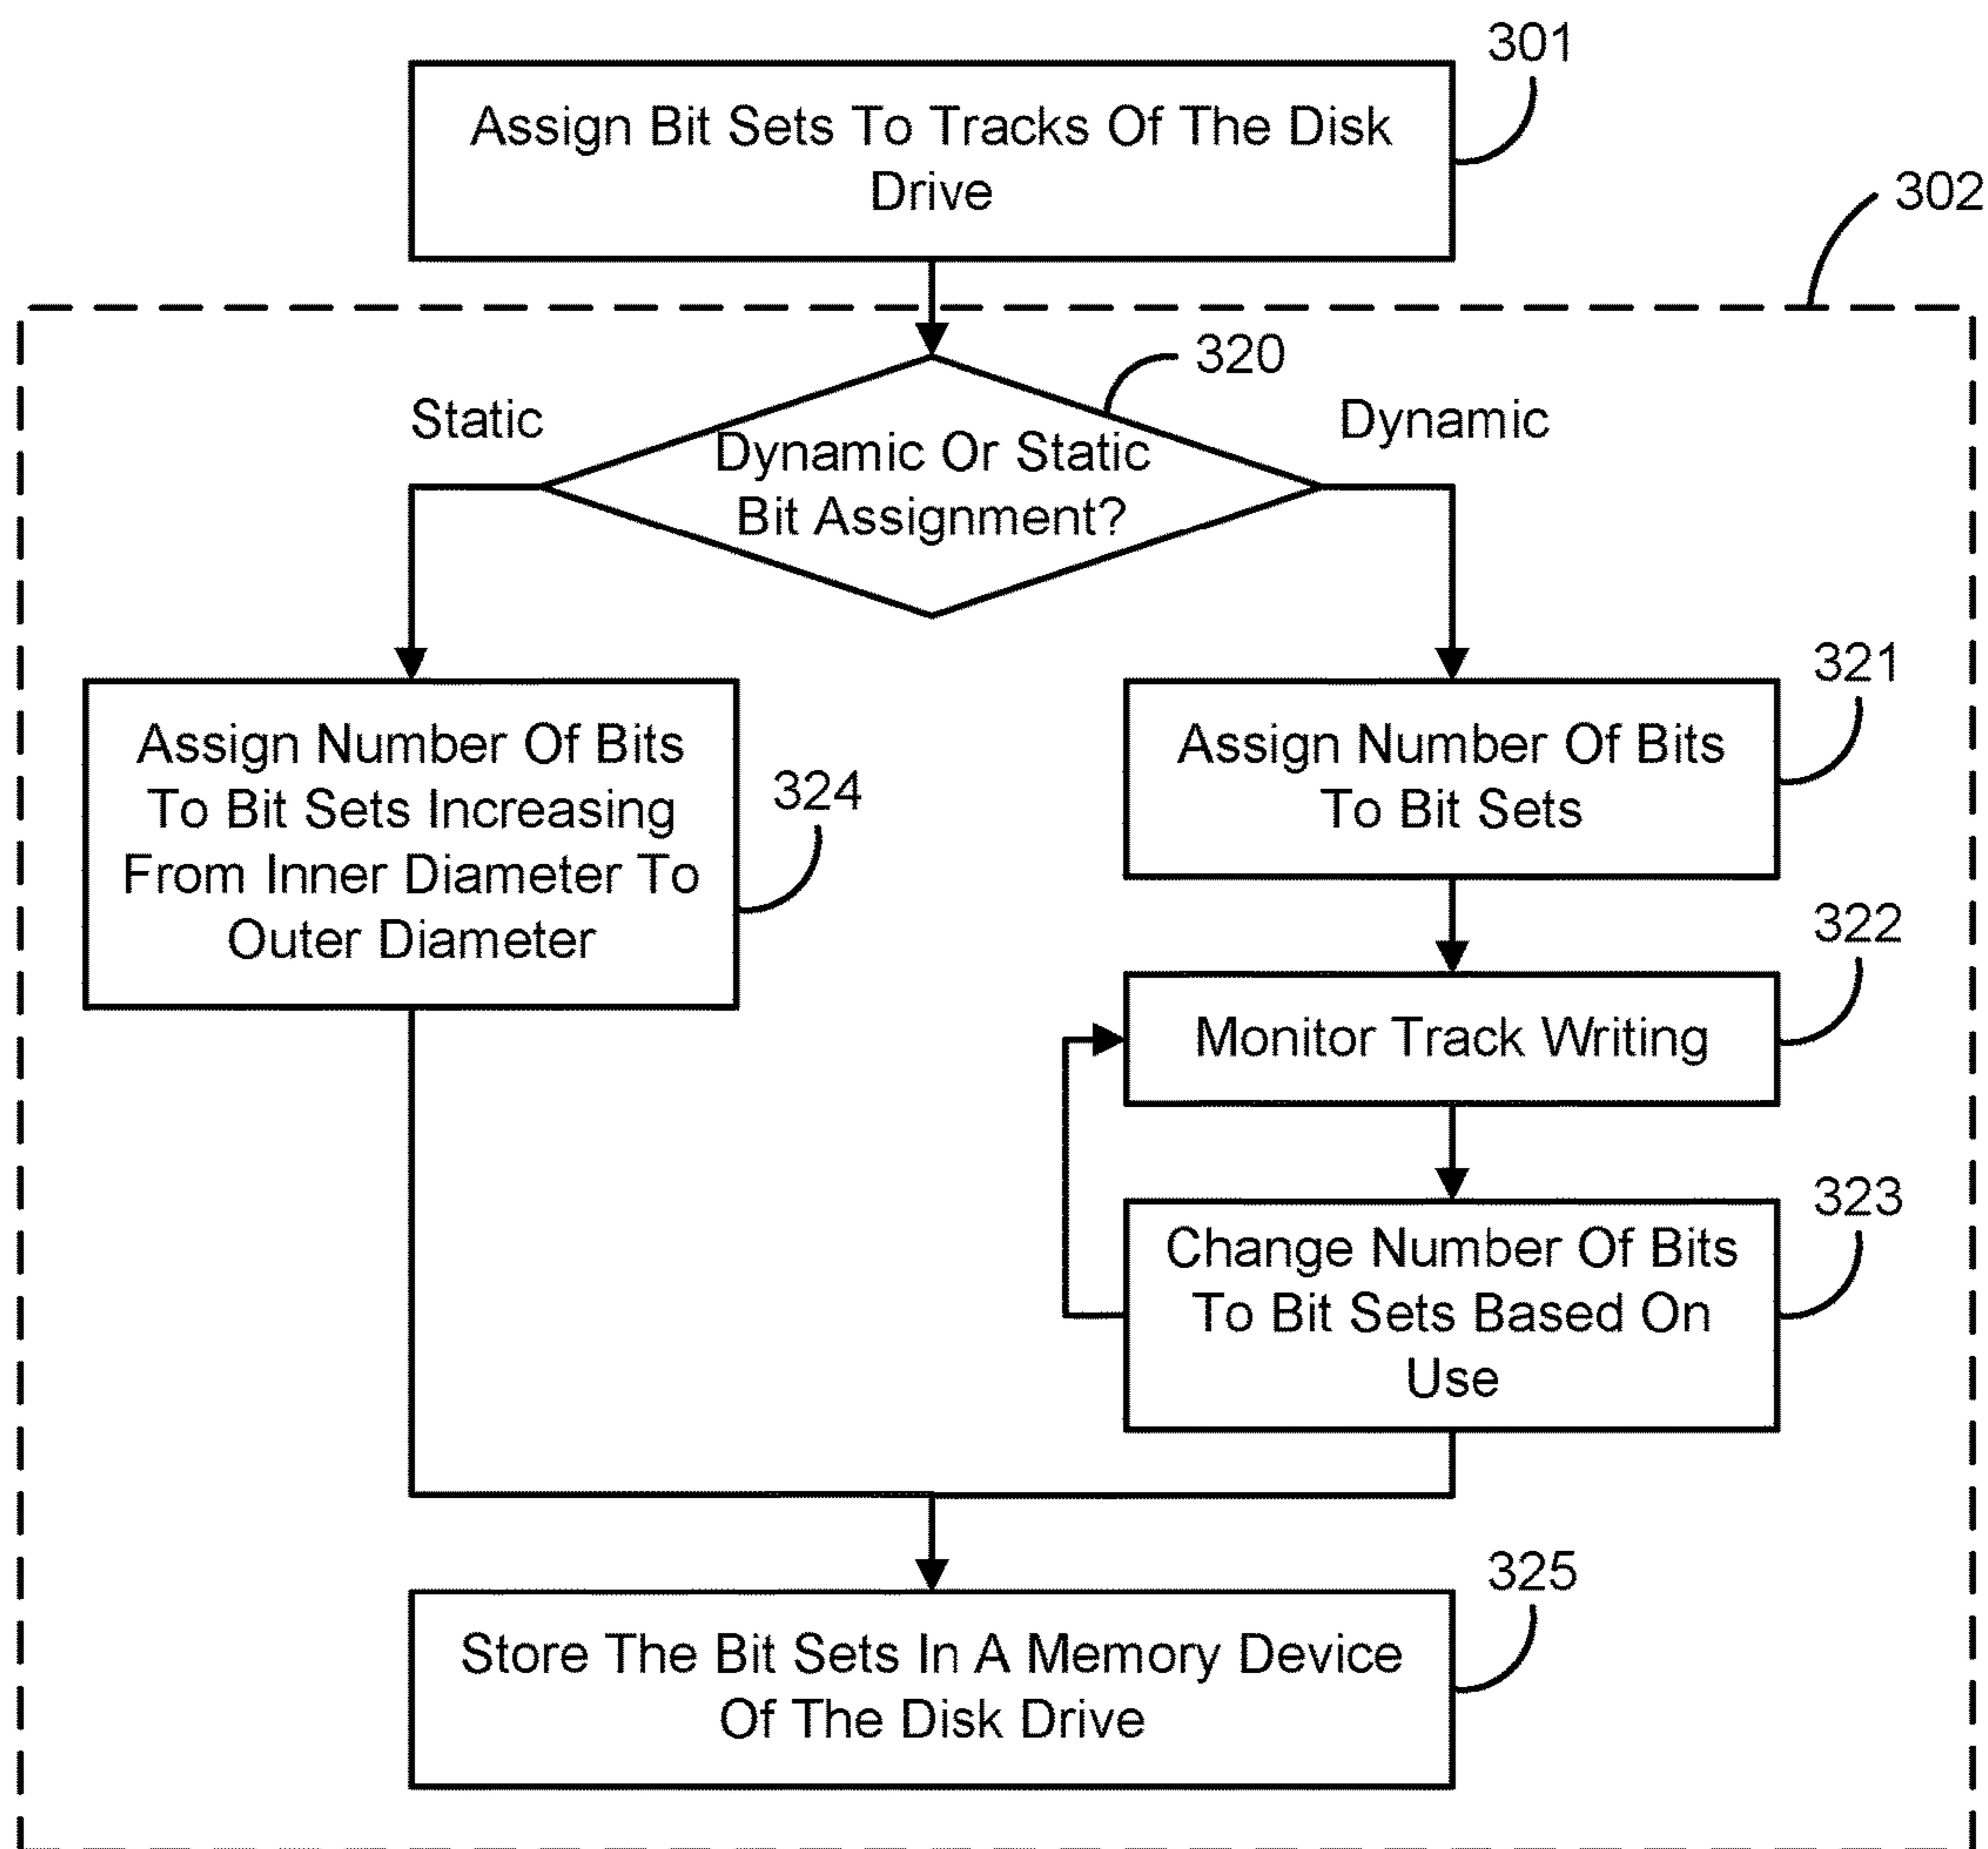 301
Assign Bit Sets To Tracks Of The Disk
Drive
302
320
Static
Dynamic
Dynamic Or Static
Bit Assignment?
321
Assign Number Of Bits
To Bit Sets Increasing
From Inner Diameter To
Outer Diameter
324
Assign Number Of Bits
To Bit Sets
322
Monitor Track Writing
323
Change Number Of Bits
To Bit Sets Based On
Use
325
Store The Bit Sets In A Memory Device
Of The Disk Drive